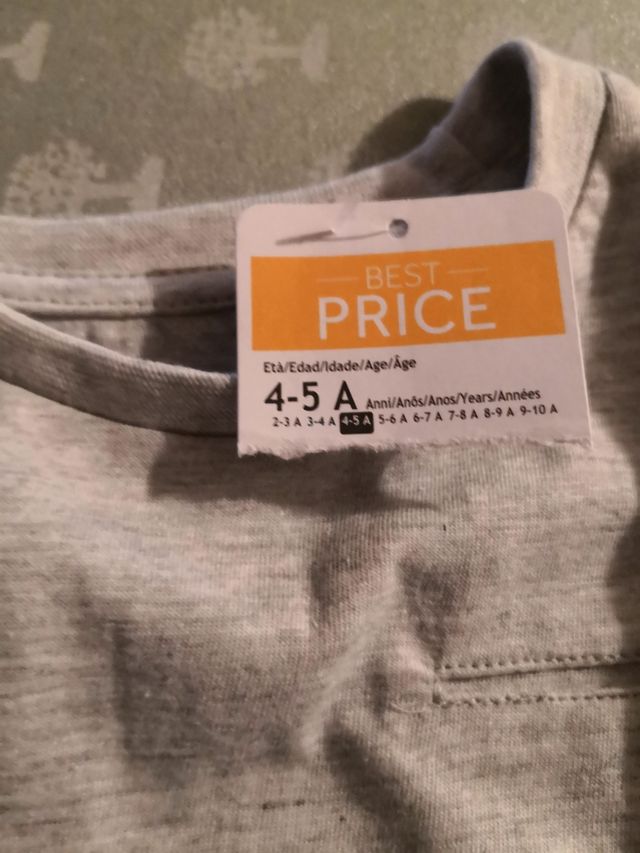 BEST
PRICE
Età/Edad/Idade/Age/Âge
4-5 A Anni/Anôs/Anos/Years/Années
2-3 A 3-4 A 4-5 A 5-6 A 6-7 A 7-8 A 8-9 A 9-10 A